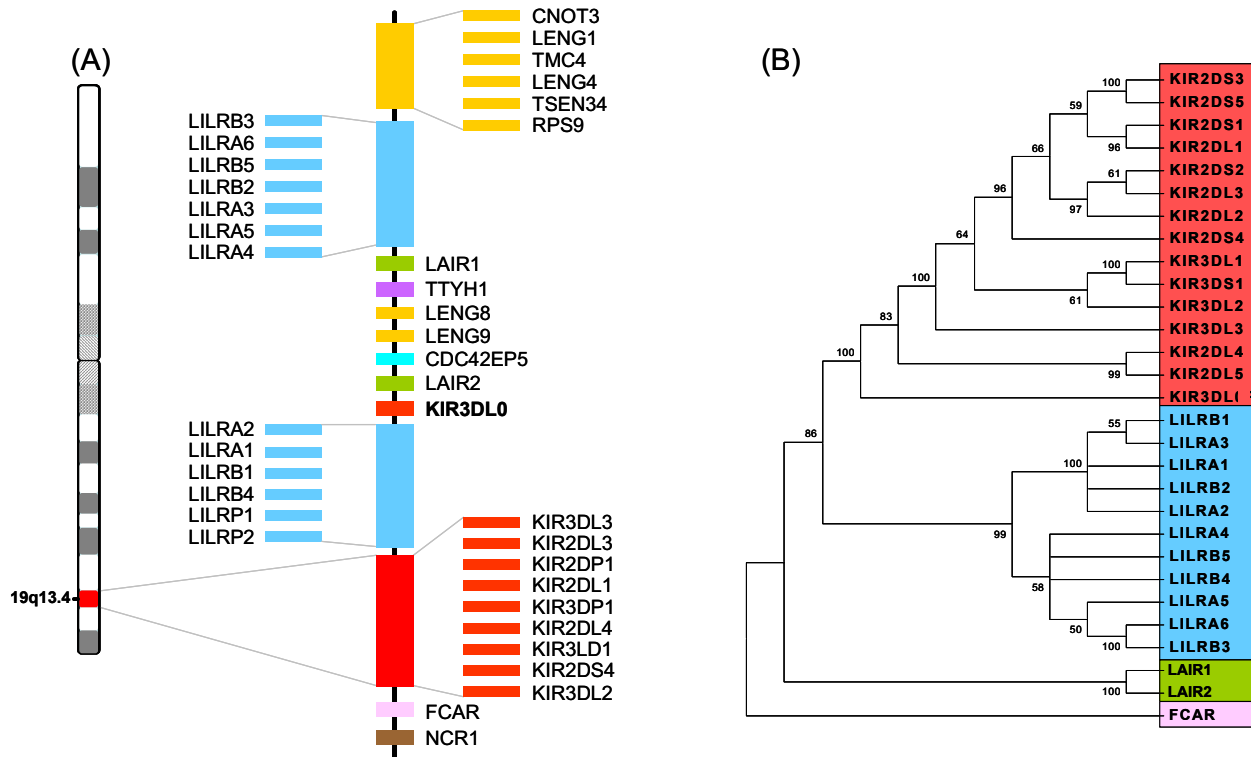 (A)
CNOT3
LENG1
TMC4
LENG4
TSEN34
RPS9
LILRB3
LILRA6
LILRB5
LILRB2
LILRA3
LILRA5
LILRA4
LAIR1
TTYH1
LENG8
LENG9
CDC42EP5
LAIR2
KIR3DL0
LILRA2
LILRA1
LILRB1
LILRB4
LILRP1
LILRP2
19q13.4
KIR3DL3
KIR2DL3
KIR2DP1
KIR2DL1
KIR3DP1
KIR2DL4
KIR3LD1
KIR2DS4
KIR3DL2
FCAR
NCR1
(B)
100
59
96
66
61
97
96
64
100
61
100
83
99
100
86
55
100
99
58
50
100
100
KIR2DS3
KIR2DS5
KIR2DS1
KIR2DL1
KIR2DS2
KIR2DL3
KIR2DL2
KIR2DS4
KIR3DL1
KIR3DS1
KIR3DL2
KIR3DL3
KIR2DL4
KIR2DL5
LILRB1
LILRA3
LILRA1
LILRB2
LILRA2
LILRA4
LILRB5
LILRB4
LILRA5
LILRA6
LILRB3
LAIR1
LAIR2
FCAR